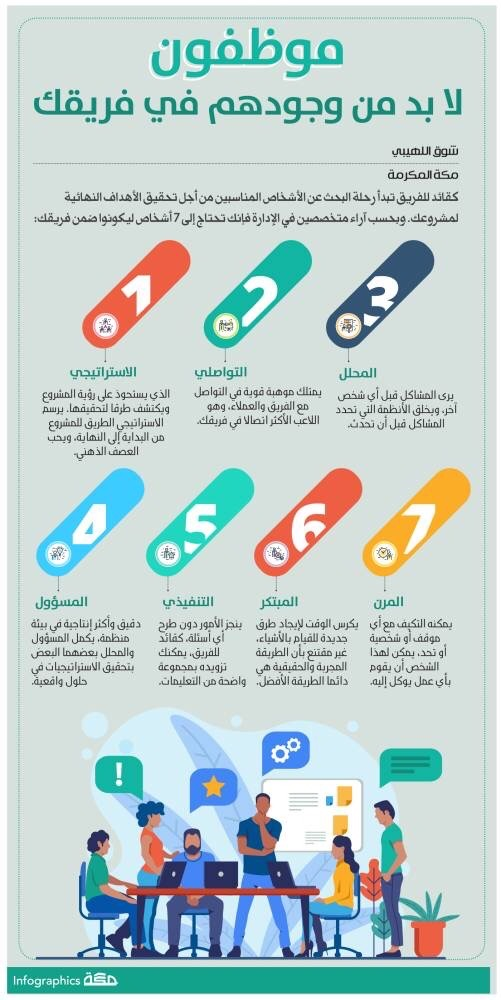 موظفون
لا بد من وجودهم في فريقك
شوق اللهيبي
مكة المكرمة
كقائد للفريق تبدأ رحلة البحث عن الأشخاص المناسبين من أجل تحقيق الأهداف النهائية
لمشروعك. وبحسب آراء متخصصين في الإدارة فإنك تحتاج إلى 7 أشخاص ليكونوا ضمن فريقك:
1
الاستراتيجي
الذي يستحوذ على رؤية المشروع
ويكتشف طرقا لتحقيقها. يرسم
الاستراتيجي الطريق للمشروع
من البداية إلى النهاية، ويحب
العصف الذهني.
2
التواصلي
يمتلك موهبة قوية في التواصل
مع الفريق والعملاء، وهو
اللاعب الأكثر اتصالا في فريقك.
3
المحلل
يرى المشاكل قبل أي شخص
آخر، ويخلق الأنظمة التي تحدد
المشاكل قبل أن تحدث.
4
المسؤول
دقيق وأكثر إنتاجية في بيئة
منظمة، يكمل المسؤول
والمحلل بعضهما البعض
بتحقيق الاستراتيجيات في
حلول واقعية.
5
التنفيذي
ينجز الأمور دون طرح
أي أسئلة، كقائد
للفريق، يمكنك
تزويده بمجموعة
واضحة من التعليمات.
6
المبتكر
يكرس الوقت لإيجاد طرق
جديدة للقيام بالأشياء،
غير مقتنع بأن الطريقة
المجربة والحقيقية هي
دائما الطريقة الأفضل.
7
المرن
يمكنه التكيف مع أي
موقف أو شخصية
أو تحد، يمكن لهذا
الشخص أن يقوم
بأي عمل يوكل إليه.
!
Infographics مكة